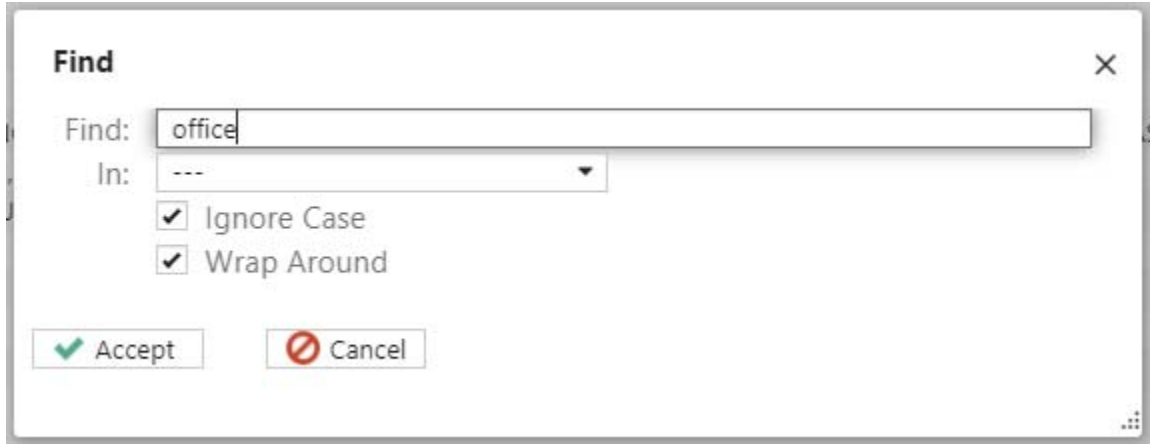 Find
Find: office
In: ---
Ignore Case
Wrap Around
Accept Cancel